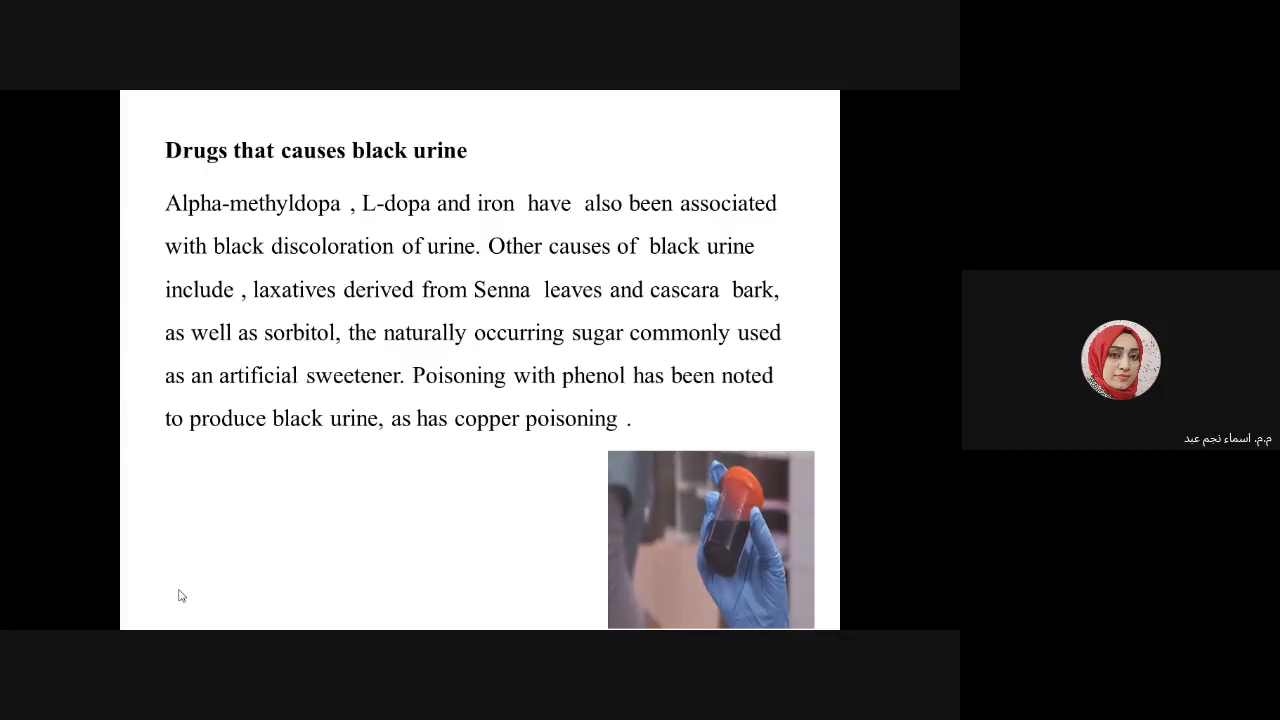 Drugs that causes black urine
Alpha-methyldopa , L-dopa and iron have also been associated
with black discoloration of urine. Other causes of black urine
include , laxatives derived from Senna leaves and cascara bark,
as well as sorbitol, the naturally occurring sugar commonly used
as an artificial sweetener. Poisoning with phenol has been noted
to produce black urine, as has copper poisoning .
م.م. اسماء نجم عبد